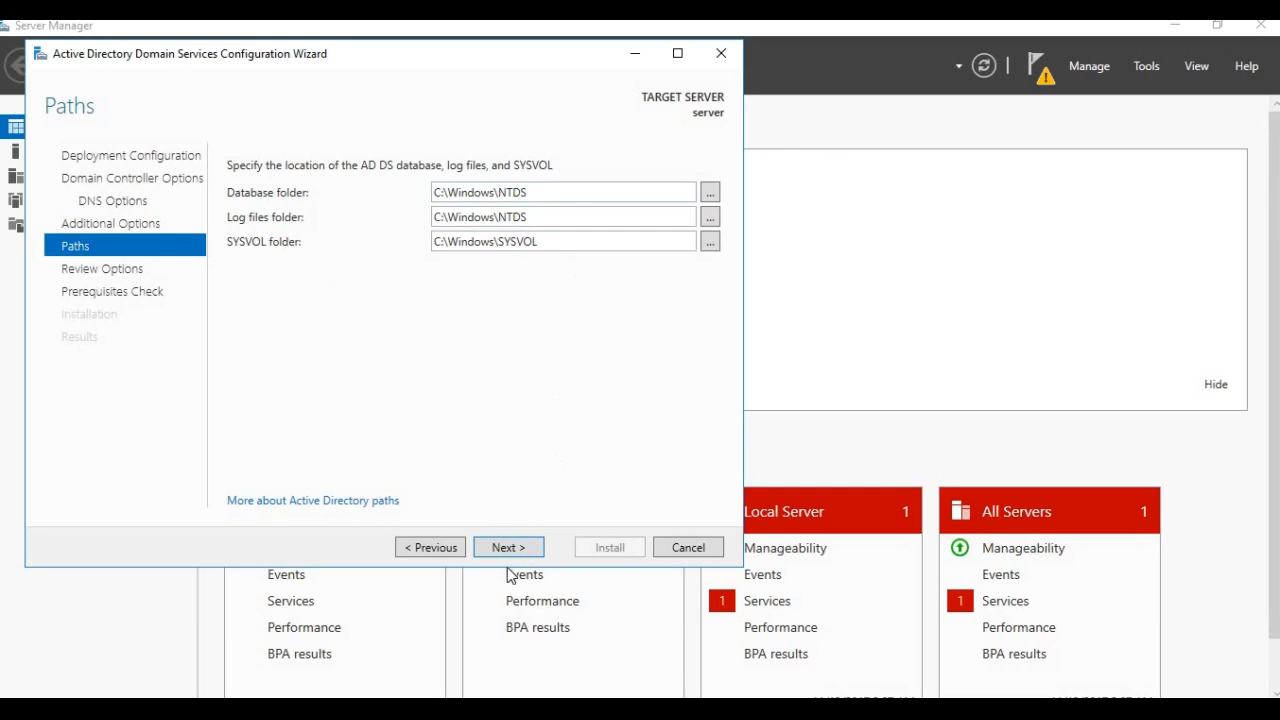 Server Manager
Active Directory Domain Services Configuration Wizard
Manage Tools View Help
Paths
TARGET SERVER
server
Deployment Configuration
Domain Controller Options
DNS Options
Additional Options
Paths
Review Options
Prerequisites Check
Installation
Results
Specify the location of the AD DS database, log files, and SYSVOL
Database folder: C:\Windows\NTDS ...
Log files folder: C:\Windows\NTDS ...
SYSVOL folder: C:\Windows\SYSVOL ...
More about Active Directory paths
< Previous Next > Install Cancel
Hide
Local Server 1
Manageability
Events
1 Services
Performance
BPA results
All Servers 1
Manageability
Events
1 Services
Performance
BPA results
Events
Services
Performance
BPA results
Performance
BPA results